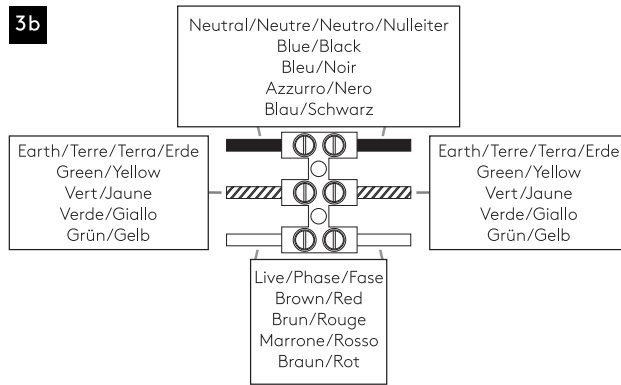 3b
Neutral/Neutre/Neutro/Nulleiter
Blue/Black
Bleu/Noir
Azzurro/Nero
Blau/Schwarz
Earth/Terre/Terra/Erde
Green/Yellow
Vert/Jaune
Verde/Giallo
Grün/Gelb
Earth/Terre/Terra/Erde
Green/Yellow
Vert/Jaune
Verde/Giallo
Grün/Gelb
Live/Phase/Fase
Brown/Red
Brun/Rouge
Marrone/Rosso
Braun/Rot